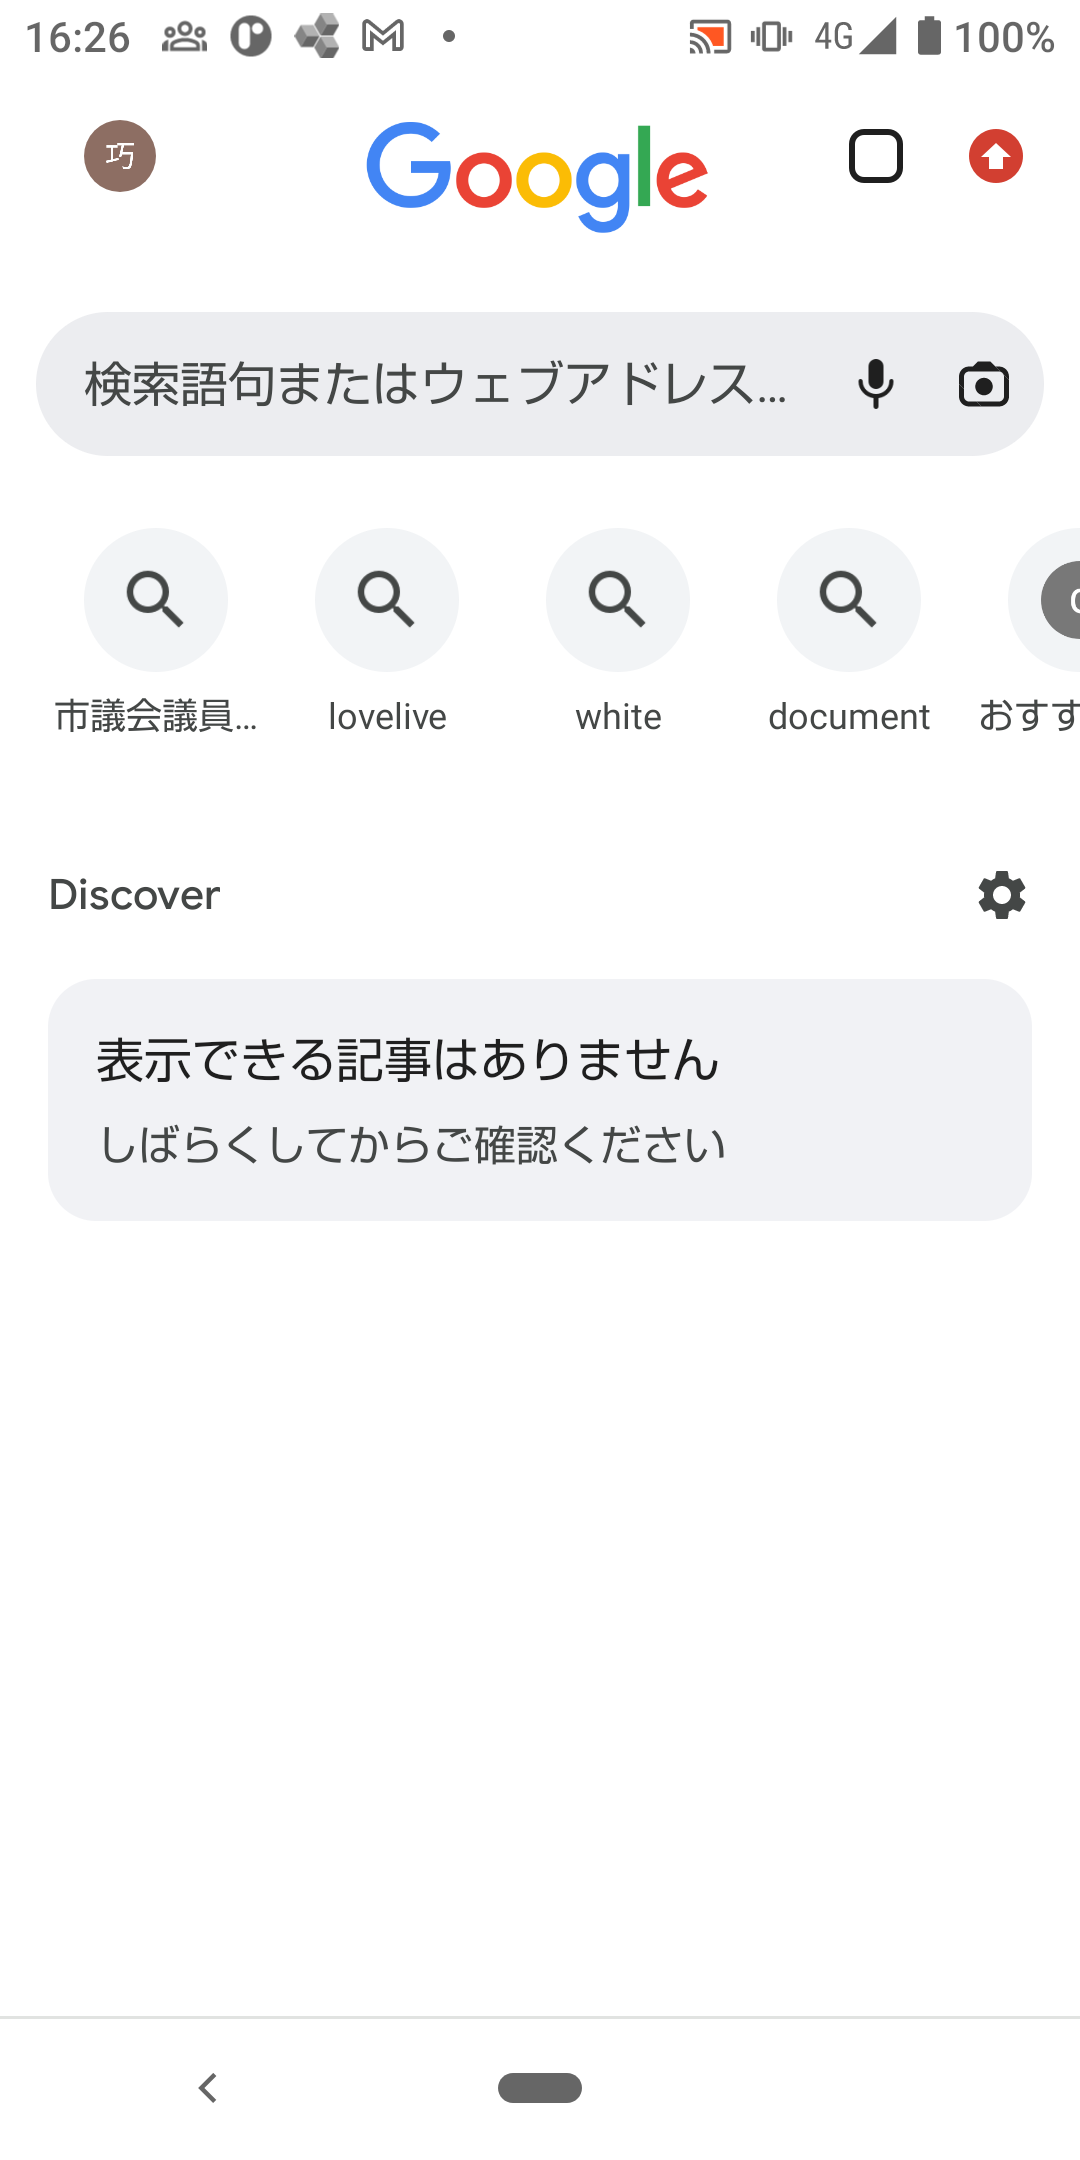 16:26
4G 100%
巧
Google
検索語句またはウェブアドレス...
市議会議員... lovelive white document おすす
Discover
表示できる記事はありません
しばらくしてからご確認ください